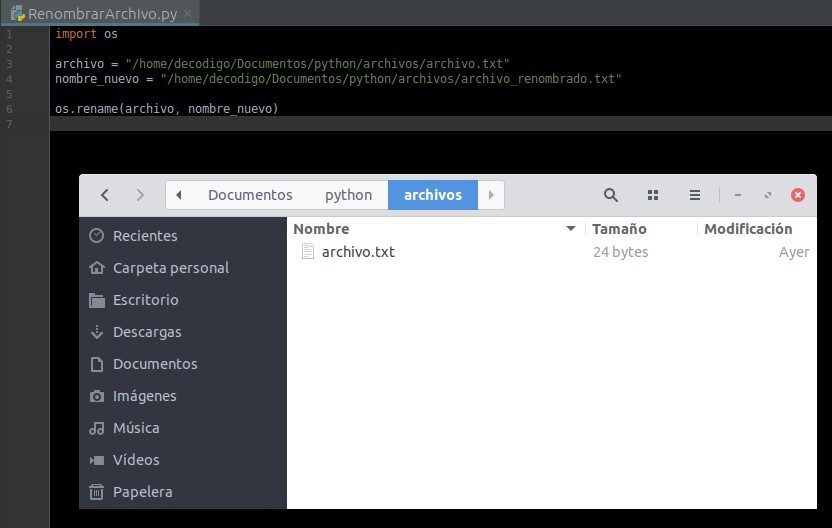 RenombrarArchivo.py
1 import os
2
3 archivo = "/home/decodigo/Documentos/python/archivos/archivo.txt"
4 nombre_nuevo = "/home/decodigo/Documentos/python/archivos/archivo_renombrado.txt"
5
6 os.rename(archivo, nombre_nuevo)
7
Documentos python archivos
Nombre Tamaño Modificación
archivo.txt 24 bytes Ayer
Recientes
Carpeta personal
Escritorio
Descargas
Documentos
Imágenes
Música
Vídeos
Papelera